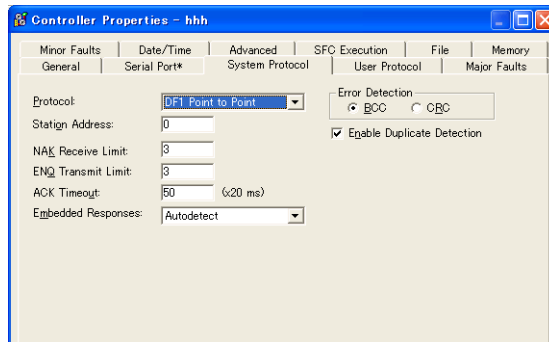 Controller Properties - hhh
Minor Faults Date/Time Advanced SFC Execution File Memory
General Serial Port* System Protocol User Protocol Major Faults
Protocol: DF1 Point to Point
Station Address: 0
NAK Receive Limit: 3
ENQ Transmit Limit: 3
ACK Timeout: 50 (x20 ms)
Embedded Responses: Autodetect
Error Detection
BCC CRC
Enable Duplicate Detection